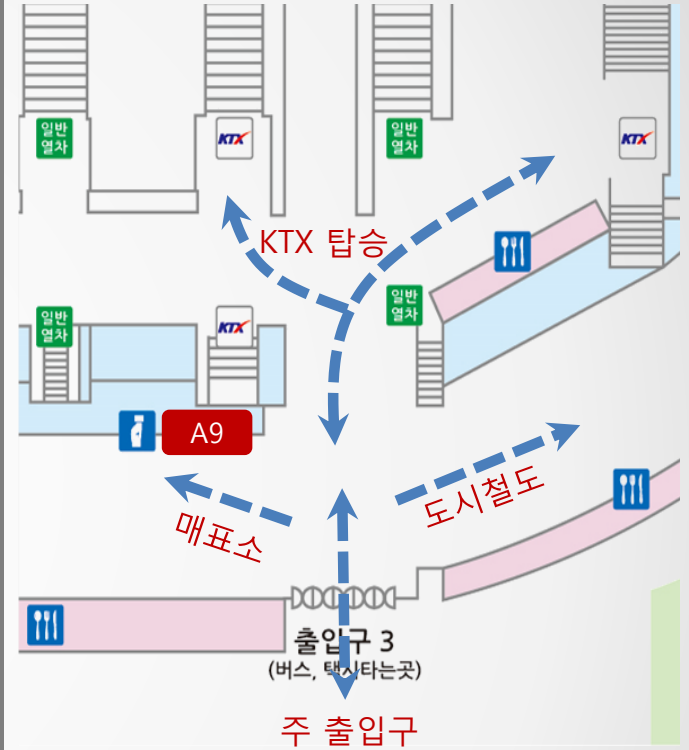 일반
열차
KTX
일반
열차
KTX
KTX 탑승
일반
열차
일반
열차
KTX
A9
도시철도
매표소
출입구 3
(버스, 택시타는곳)
주 출입구